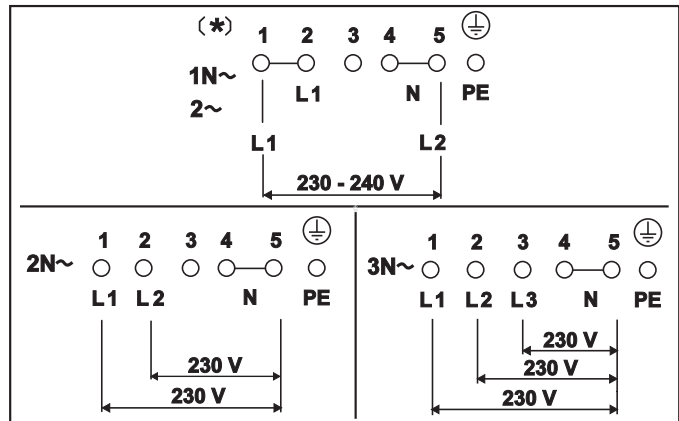 (*) 1 2 3 4 5
1N~ L1 N PE
2~
L1 L2
230 - 240 V
1 2 3 4 5
2N~
L1 L2 N PE
230 V
230 V
1 2 3 4 5
3N~
L1 L2 L3 N PE
230 V
230 V
230 V